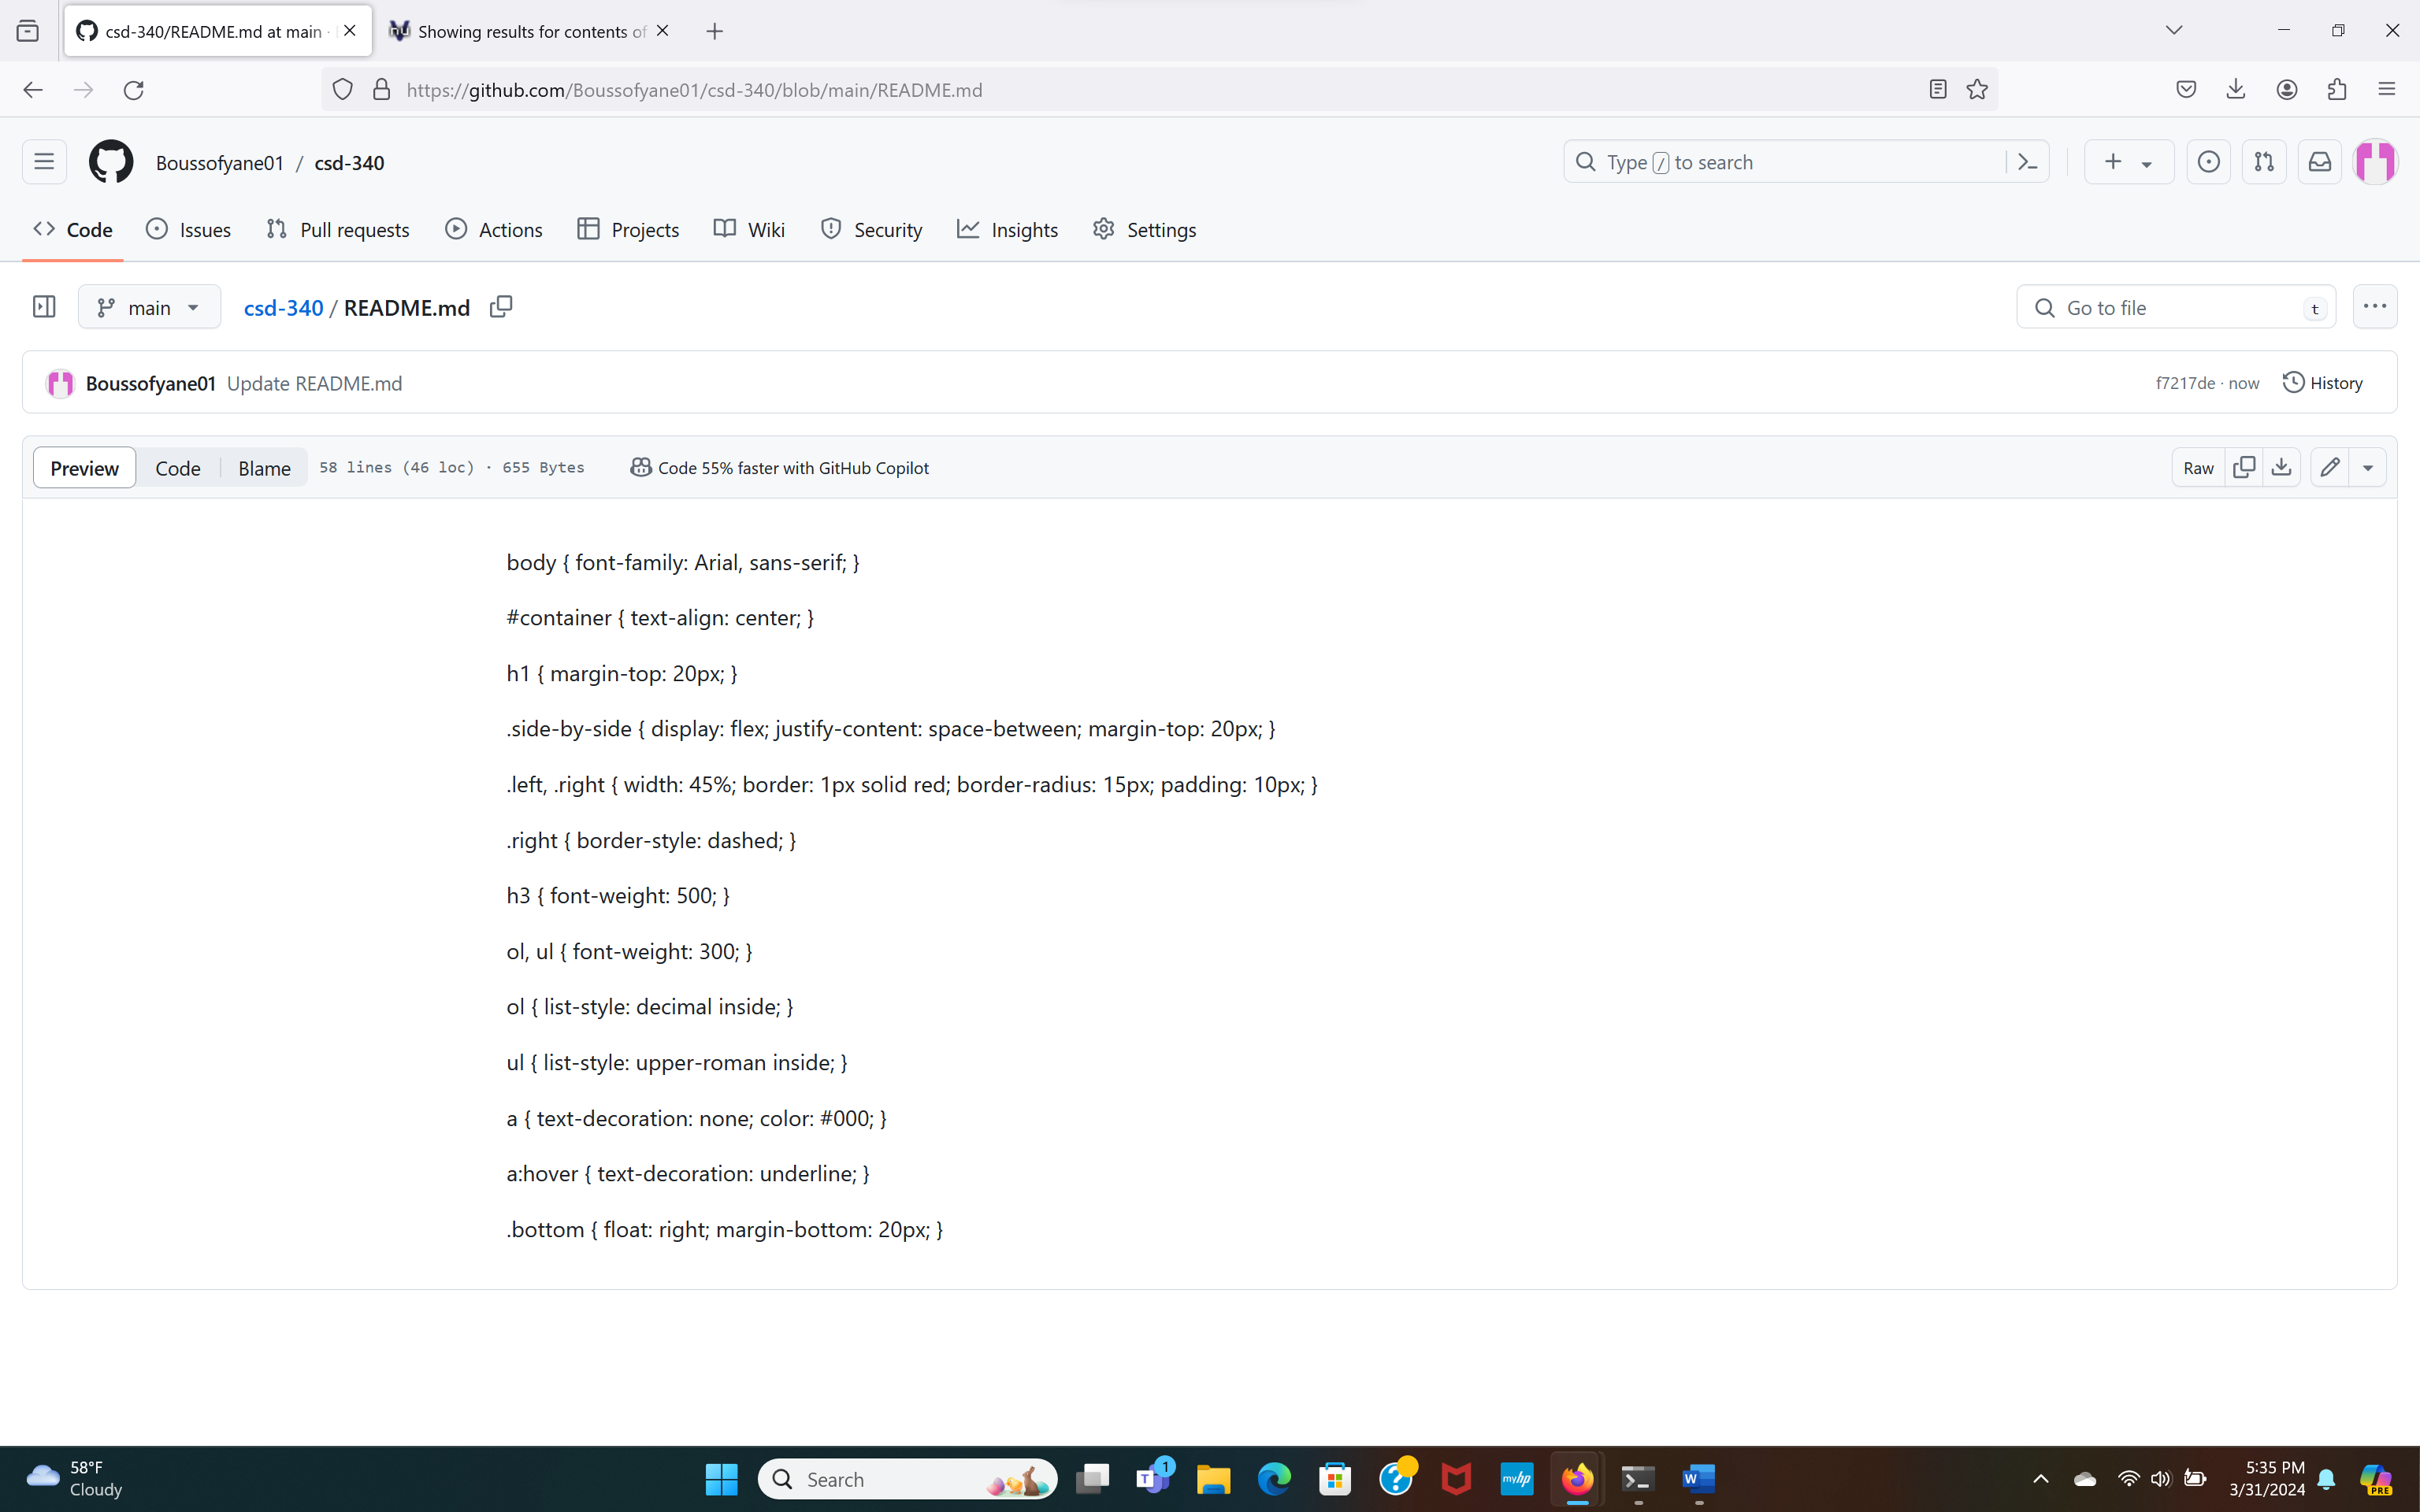 csd-340/README.md at main ·
Showing results for contents of
https://github.com/Boussofyane01/csd-340/blob/main/README.md
Boussofyane01 / csd-340
Type / to search
Code Issues Pull requests Actions Projects Wiki Security Insights Settings
main
csd-340 / README.md
Go to file t
Boussofyane01 Update README.md
f7217de · now History
Preview Code Blame 58 lines (46 loc) · 655 Bytes Code 55% faster with GitHub Copilot
Raw
body { font-family: Arial, sans-serif; }
#container { text-align: center; }
h1 { margin-top: 20px; }
.side-by-side { display: flex; justify-content: space-between; margin-top: 20px; }
.left, .right { width: 45%; border: 1px solid red; border-radius: 15px; padding: 10px; }
.right { border-style: dashed; }
h3 { font-weight: 500; }
ol, ul { font-weight: 300; }
ol { list-style: decimal inside; }
ul { list-style: upper-roman inside; }
a { text-decoration: none; color: #000; }
a:hover { text-decoration: underline; }
.bottom { float: right; margin-bottom: 20px; }
58°F
Cloudy
Search
T 1
?
myhp
W
5:35 PM
3/31/2024
PRE